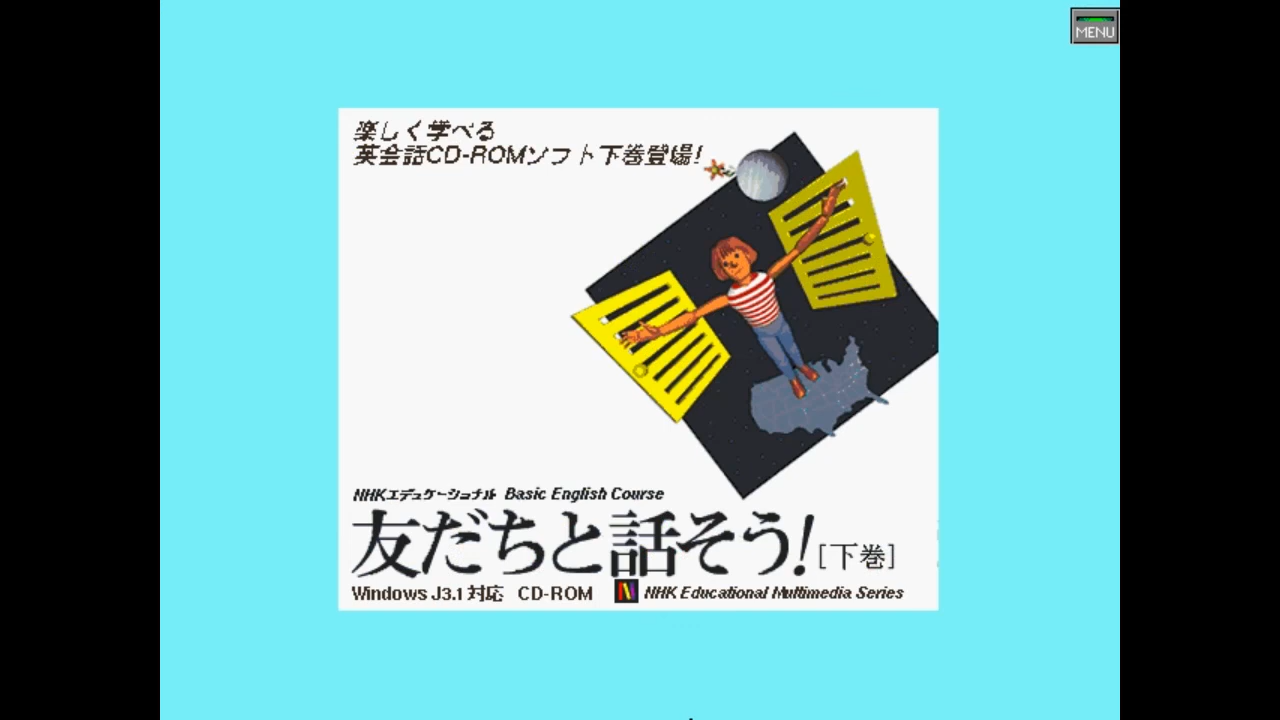 MENU
楽しく学べる
英会話CD-ROMソフト下巻登場!
NHKエデュケーショナル Basic English Course
友だちと話そう! [下巻]
Windows J3.1 対応 CD-ROM NHK Educational Multimedia Series